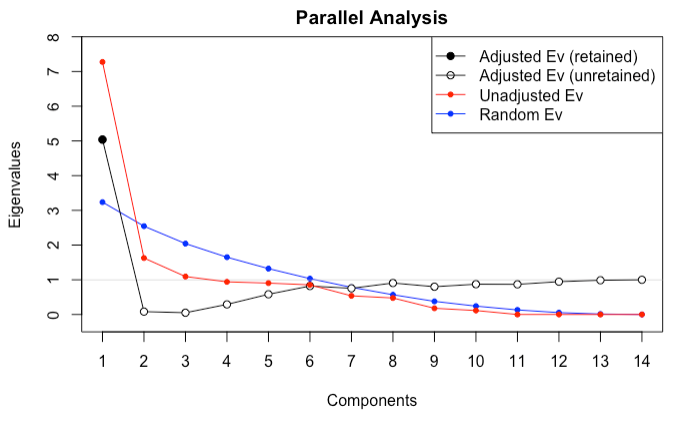 Parallel Analysis
Adjusted Ev (retained)
Adjusted Ev (unretained)
Unadjusted Ev
Random Ev
Eigenvalues
8
7
6
5
4
3
2
1
0
1 2 3 4 5 6 7 8 9 10 11 12 13 14
Components